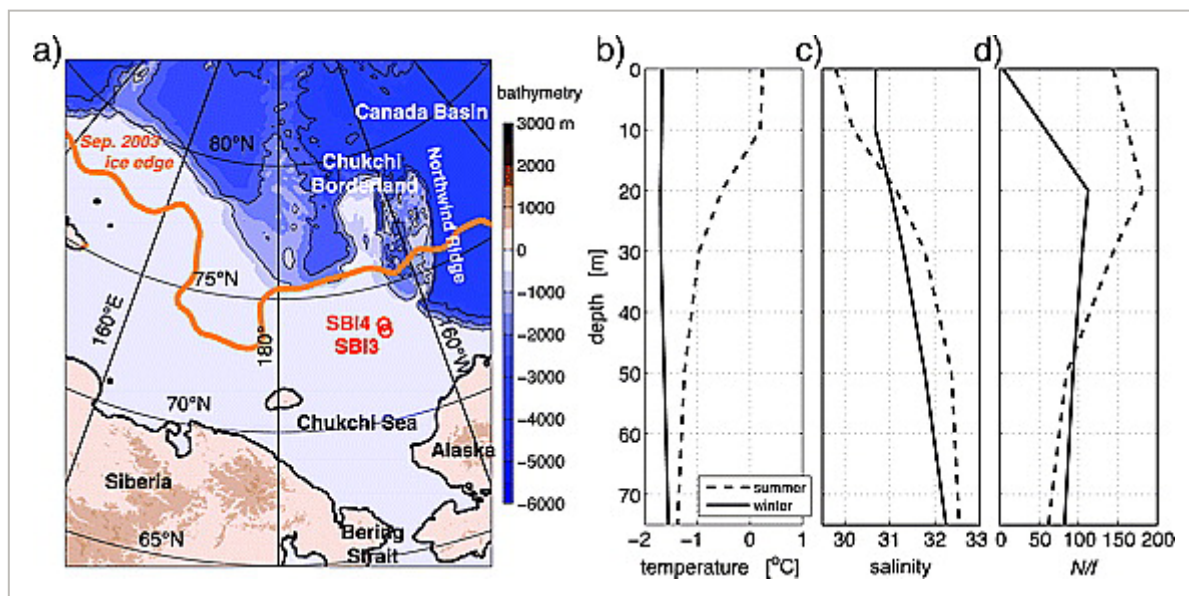 a)
Sep. 2003
ice edge
80°N
Canada Basin
Chukchi
Borderland
Northwind ridge
75°N
160°E
180°
160°W
SBI4
SBI3
70°N
Chukchi Sea
Alaska
Siberia
65°N
Bering
Strait
bathymetry
3000 m
2000
1000
0
−1000
−2000
−3000
−4000
−5000
−6000
b)
0
10
20
30
40
50
60
70
depth [m]
summer
winter
−2 −1 0 1
temperature [°C]
c)
30 31 32 33
salinity
d)
0 50 100 150 200
N/f